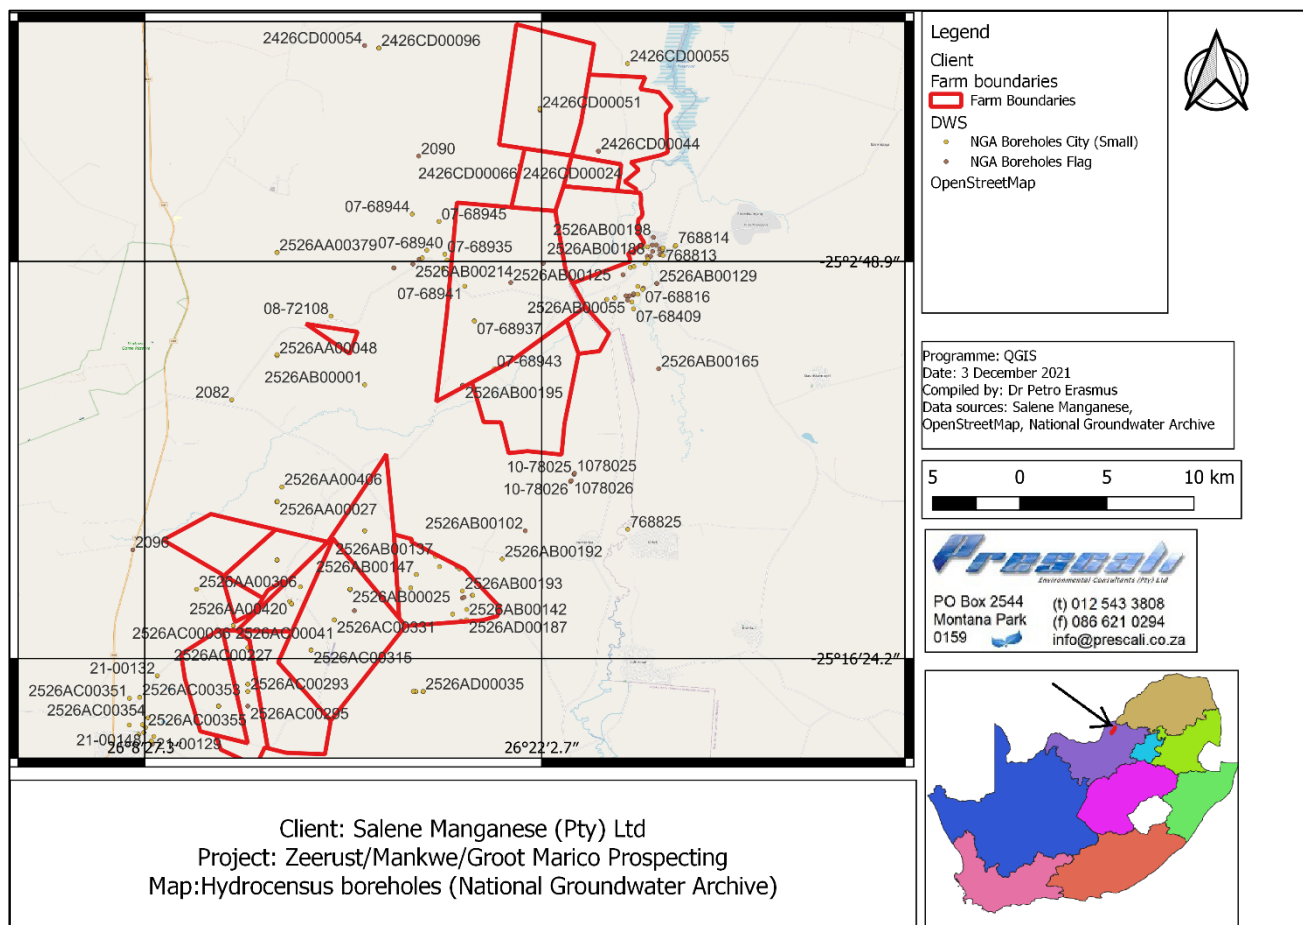 2426CD00054
2426CD00096
2426CD00055
2426CD00051
2426CD00044
2090
2426CD00066
2426CD00024
07-68944
07-68945
2526AB00198
768814
2526AA00379
07-68940
07-68935
2526AB00188
768813
-25°2'48.9"
2526AB00214
2526AB00125
2526AB00129
07-68941
2526AB00055
07-68816
08-72108
07-68409
07-68937
2526AA00048
07-68943
2526AB00165
2526AB00001
2082
2526AB00195
10-78025
1078025
2526AA00406
10-78026
1078026
2526AA00027
2526AB00102
768825
2096
2526AB00137
2526AB00192
2526AB00147
2526AA00306
2526AB00193
2526AB00025
2526AA00420
2526AB00142
2526AC00041
2526AC00331
2526AD00187
2526AC00227
2526AC00315
-25°16'24.2"
21-00132
2526AC00351
2526AC00353
2526AC00293
2526AD00035
2526AC00354
2526AC00355
2526AC00295
21-00148
21-00129
26°8'27.3"
26°22'2.7"
Legend
Client
Farm boundaries
Farm Boundaries
DWS
NGA Boreholes City (Small)
NGA Boreholes Flag
OpenStreetMap
Programme: QGIS
Date: 3 December 2021
Compiled by: Dr Petro Erasmus
Data sources: Salene Manganese,
OpenStreetMap, National Groundwater Archive
5 0 5 10 km
Prescali
Environmental Consultants (Pty) Ltd
PO Box 2544 (t) 012 543 3808
Montana Park (f) 086 621 0294
0159 info@prescali.co.za
Client: Salene Manganese (Pty) Ltd
Project: Zeerust/Mankwe/Groot Marico Prospecting
Map:Hydrocensus boreholes (National Groundwater Archive)